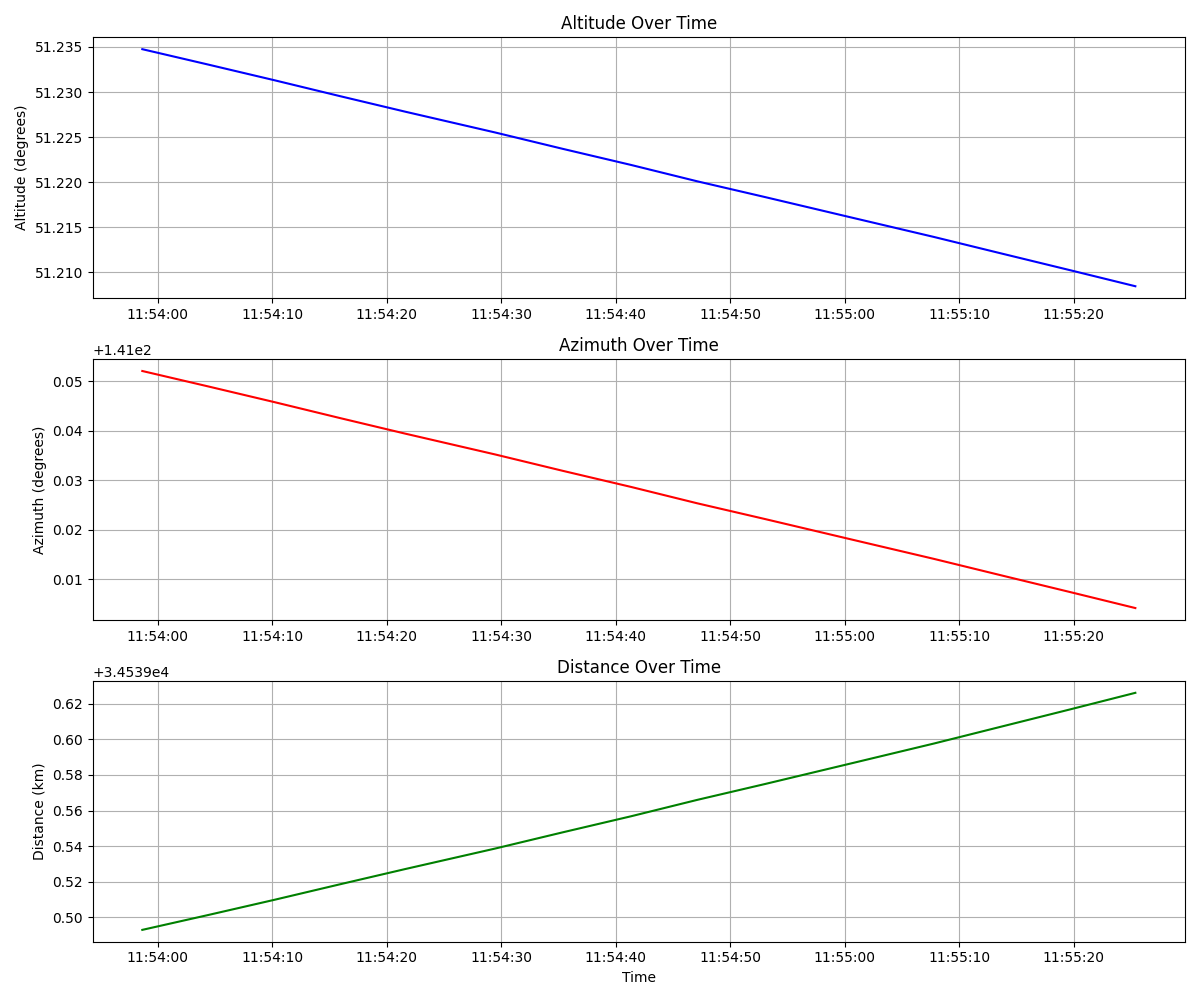 Altitude Over Time
Altitude (degrees)
51.235
51.230
51.225
51.220
51.215
51.210
11:54:00 11:54:10 11:54:20 11:54:30 11:54:40 11:54:50 11:55:00 11:55:10 11:55:20
Azimuth Over Time
+1.41e2
Azimuth (degrees)
0.05
0.04
0.03
0.02
0.01
11:54:00 11:54:10 11:54:20 11:54:30 11:54:40 11:54:50 11:55:00 11:55:10 11:55:20
Distance Over Time
+3.4539e4
Distance (km)
0.62
0.60
0.58
0.56
0.54
0.52
0.50
11:54:00 11:54:10 11:54:20 11:54:30 11:54:40 11:54:50 11:55:00 11:55:10 11:55:20
Time